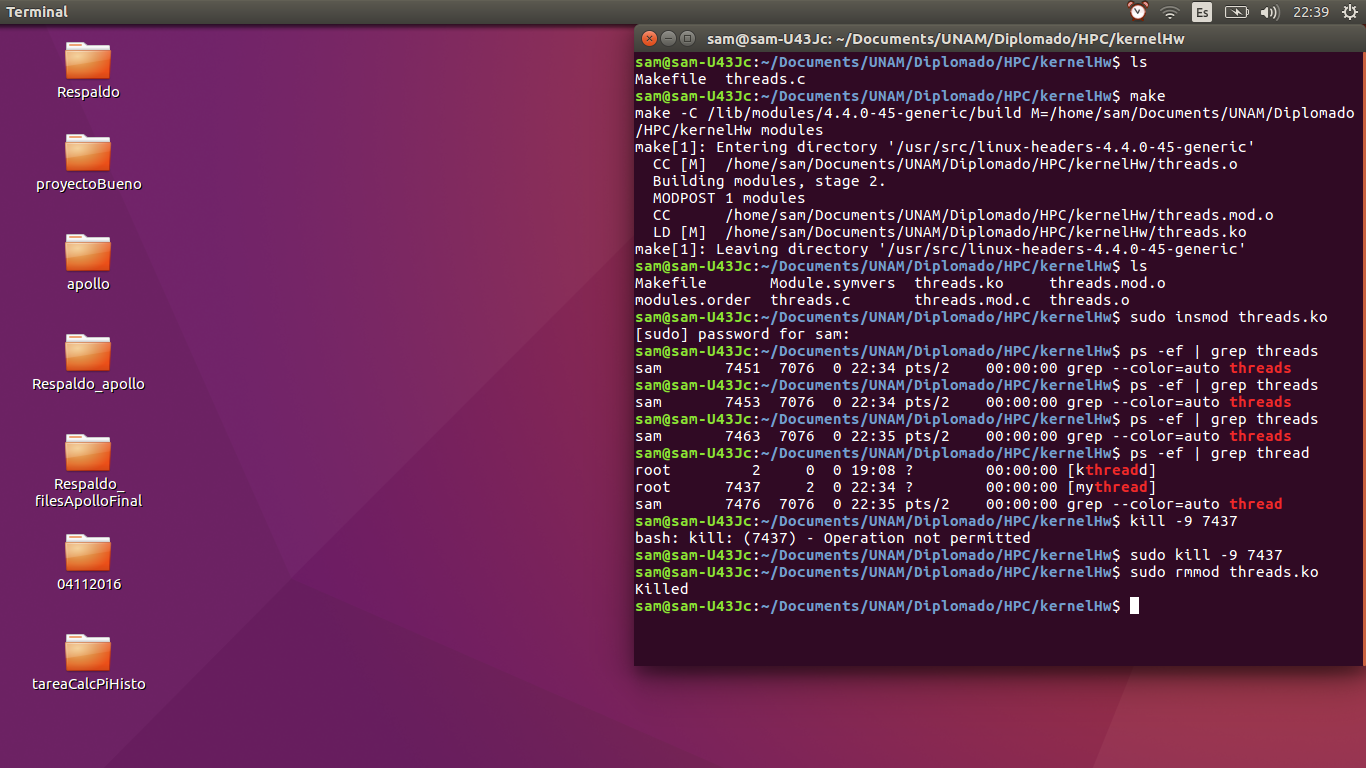 Terminal
Es
22:39
Respaldo
proyectoBueno
apollo
Respaldo_apollo
Respaldo_
filesApolloFinal
04112016
tareaCalcPiHisto
sam@sam-U43Jc: ~/Documents/UNAM/Diplomado/HPC/kernelHw
sam@sam-U43Jc:~/Documents/UNAM/Diplomado/HPC/kernelHw$ ls
Makefile  threads.c
sam@sam-U43Jc:~/Documents/UNAM/Diplomado/HPC/kernelHw$ make
make -C /lib/modules/4.4.0-45-generic/build M=/home/sam/Documents/UNAM/Diplomado
/HPC/kernelHw modules
make[1]: Entering directory '/usr/src/linux-headers-4.4.0-45-generic'
  CC [M]  /home/sam/Documents/UNAM/Diplomado/HPC/kernelHw/threads.o
  Building modules, stage 2.
  MODPOST 1 modules
  CC      /home/sam/Documents/UNAM/Diplomado/HPC/kernelHw/threads.mod.o
  LD [M]  /home/sam/Documents/UNAM/Diplomado/HPC/kernelHw/threads.ko
make[1]: Leaving directory '/usr/src/linux-headers-4.4.0-45-generic'
sam@sam-U43Jc:~/Documents/UNAM/Diplomado/HPC/kernelHw$ ls
Makefile       Module.symvers  threads.ko     threads.mod.o
modules.order  threads.c       threads.mod.c  threads.o
sam@sam-U43Jc:~/Documents/UNAM/Diplomado/HPC/kernelHw$ sudo insmod threads.ko
[sudo] password for sam:
sam@sam-U43Jc:~/Documents/UNAM/Diplomado/HPC/kernelHw$ ps -ef | grep threads
sam       7451  7076  0 22:34 pts/2    00:00:00 grep --color=auto threads
sam@sam-U43Jc:~/Documents/UNAM/Diplomado/HPC/kernelHw$ ps -ef | grep threads
sam       7453  7076  0 22:34 pts/2    00:00:00 grep --color=auto threads
sam@sam-U43Jc:~/Documents/UNAM/Diplomado/HPC/kernelHw$ ps -ef | grep threads
sam       7463  7076  0 22:35 pts/2    00:00:00 grep --color=auto threads
sam@sam-U43Jc:~/Documents/UNAM/Diplomado/HPC/kernelHw$ ps -ef | grep thread
root         2     0  0 19:08 ?        00:00:00 [kthreadd]
root      7437     2  0 22:34 ?        00:00:00 [mythread]
sam       7476  7076  0 22:35 pts/2    00:00:00 grep --color=auto thread
sam@sam-U43Jc:~/Documents/UNAM/Diplomado/HPC/kernelHw$ kill -9 7437
bash: kill: (7437) - Operation not permitted
sam@sam-U43Jc:~/Documents/UNAM/Diplomado/HPC/kernelHw$ sudo kill -9 7437
sam@sam-U43Jc:~/Documents/UNAM/Diplomado/HPC/kernelHw$ sudo rmmod threads.ko
Killed
sam@sam-U43Jc:~/Documents/UNAM/Diplomado/HPC/kernelHw$